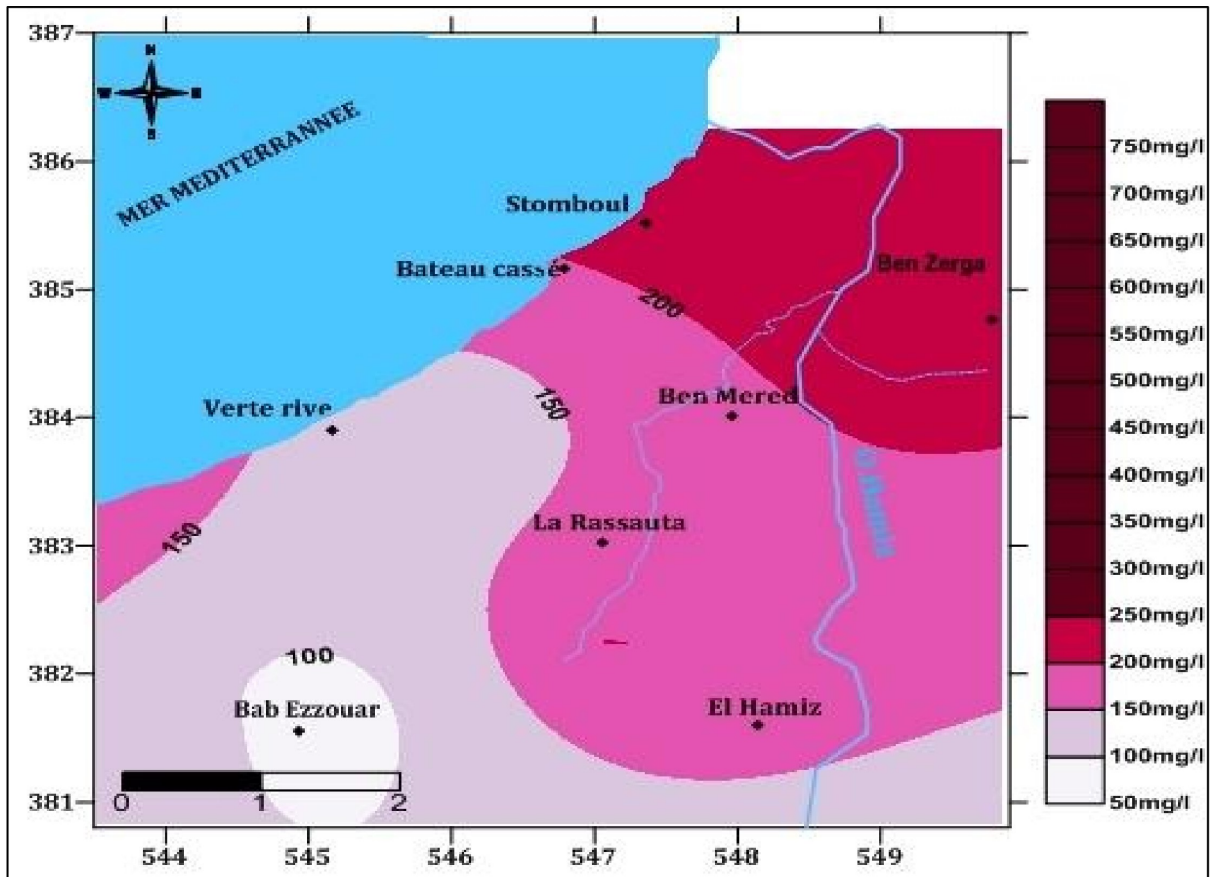 387
386
385
384
383
382
381
N
W
S
MER MEDITERRANNEE
Stomboul
Bateau cassé
Ben Zerga
200
Verte rive
150
Ben Mered
150
La Rassauta
100
Bab Ezzouar
El Hamiz
0 1 2
544 545 546 547 548 549
750mg/l
700mg/l
650mg/l
600mg/l
550mg/l
500mg/l
450mg/l
400mg/l
350mg/l
300mg/l
250mg/l
200mg/l
150mg/l
100mg/l
50mg/l